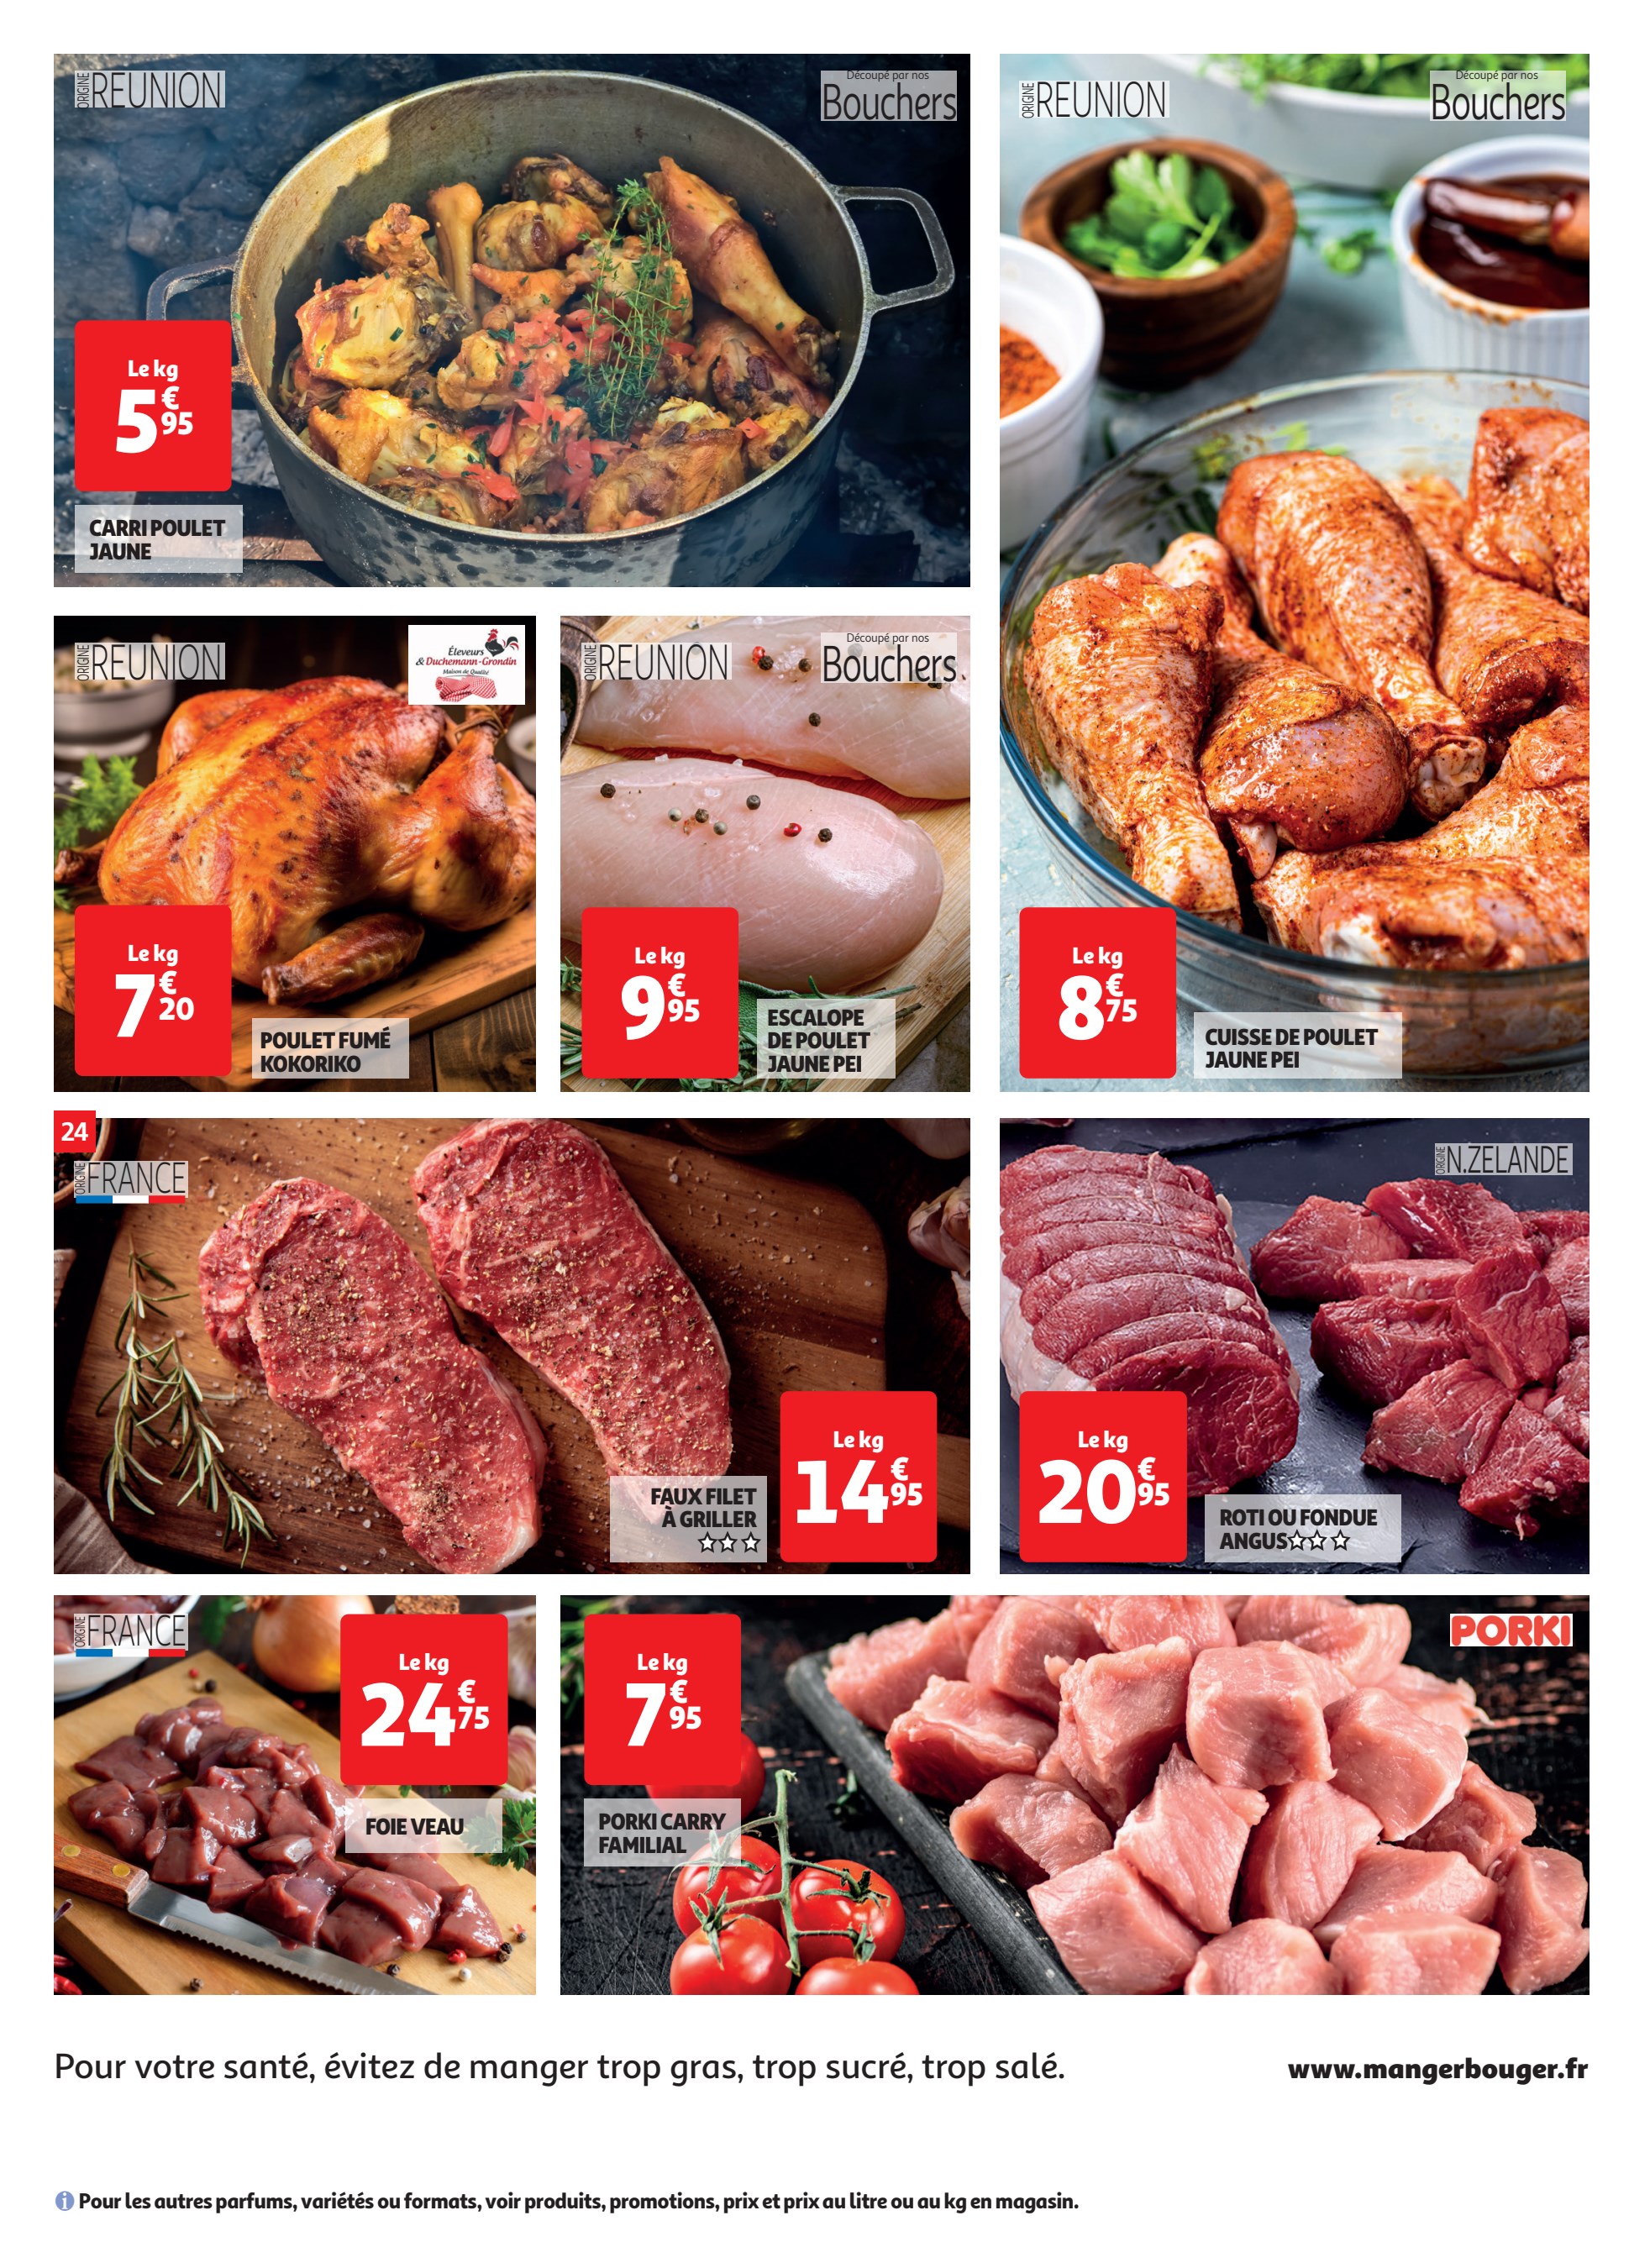 ORIGINE REUNION
Découpé par nos
Bouchers
Le kg
5€95
CARRI POULET
JAUNE
ORIGINE REUNION
Découpé par nos
Bouchers
Le kg
8€75
CUISSE DE POULET
JAUNE PEI
ORIGINE REUNION
Éleveurs
& Duchemann-Grondin
Maison de Qualité
Le kg
7€20
POULET FUMÉ
KOKORIKO
ORIGINE REUNION
Découpé par nos
Bouchers
Le kg
9€95
ESCALOPE
DE POULET
JAUNE PEI
24
ORIGINE FRANCE
FAUX FILET
À GRILLER
☆☆☆
Le kg
14€95
ORIGINE N.ZELANDE
Le kg
20€95
ROTI OU FONDUE
ANGUS☆☆☆
ORIGINE FRANCE
Le kg
24€75
FOIE VEAU
PORKI
Le kg
7€95
PORKI CARRY
FAMILIAL
Pour votre santé, évitez de manger trop gras, trop sucré, trop salé.
www.mangerbouger.fr
i Pour les autres parfums, variétés ou formats, voir produits, promotions, prix et prix au litre ou au kg en magasin.